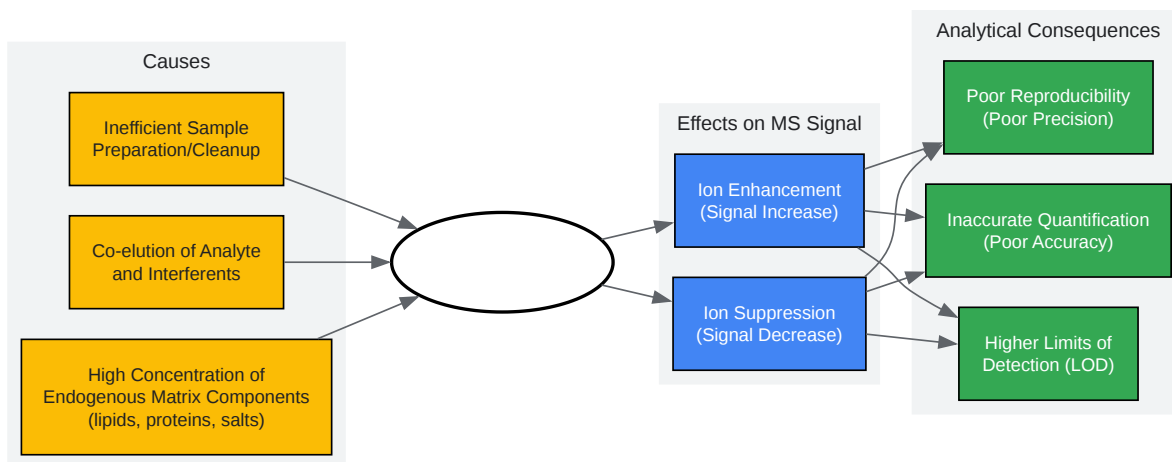 Causes
Inefficient Sample
Preparation/Cleanup
Co-elution of Analyte
and Interferents
High Concentration of
Endogenous Matrix Components
(lipids, proteins, salts)
Effects on MS Signal
Ion Enhancement
(Signal Increase)
Ion Suppression
(Signal Decrease)
Analytical Consequences
Poor Reproducibility
(Poor Precision)
Inaccurate Quantification
(Poor Accuracy)
Higher Limits of
Detection (LOD)